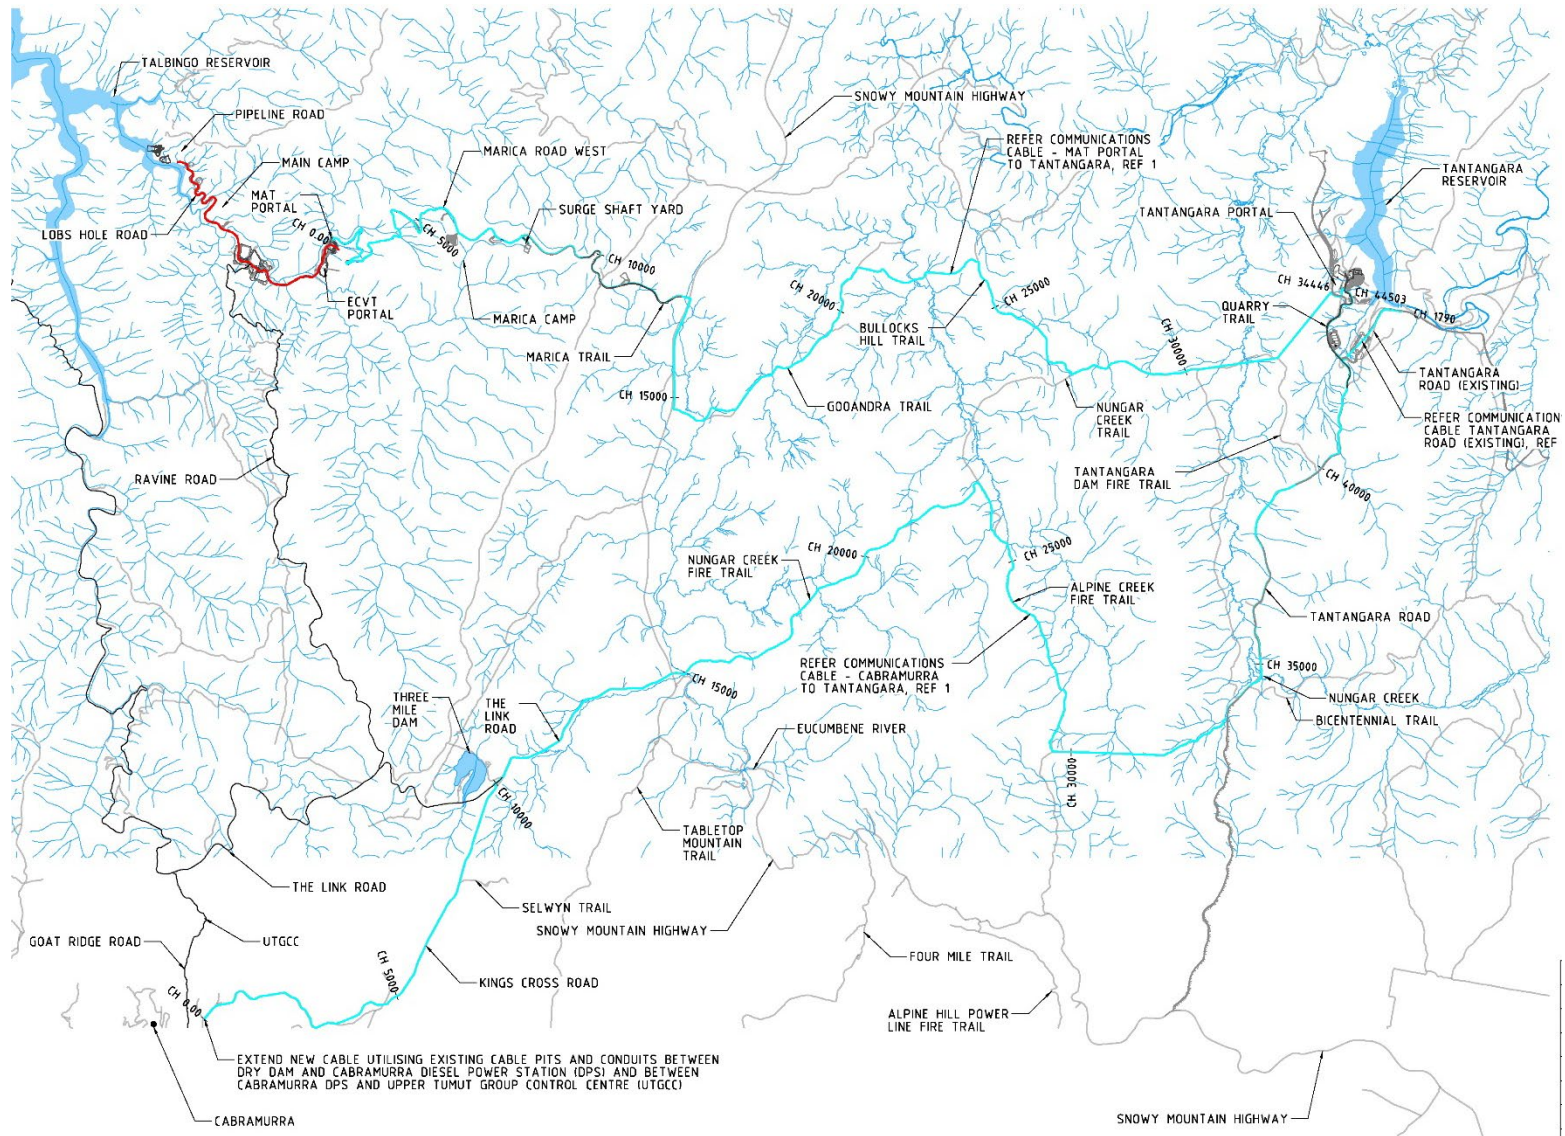 TALBINGO RESERVOIR
PIPELINE ROAD
MAIN CAMP
MAT
PORTAL
CH 0.00
LOBS HOLE ROAD
ECVT
PORTAL
MARICA ROAD WEST
SURGE SHAFT YARD
CH 5000
CH 10000
MARICA CAMP
MARICA TRAIL
CH 15000
SNOWY MOUNTAIN HIGHWAY
REFER COMMUNICATIONS
CABLE - MAT PORTAL
TO TANTANGARA, REF 1
CH 20000
BULLOCKS
HILL TRAIL
CH 25000
GOOANDRA TRAIL
NUNGAR
CREEK
TRAIL
CH 30000
TANTANGARA
RESERVOIR
TANTANGARA PORTAL
CH 34446
CH 44503
QUARRY
TRAIL
CH 1790
TANTANGARA
ROAD (EXISTING)
REFER COMMUNICATION
CABLE TANTANGARA
ROAD (EXISTING), REF
TANTANGARA
DAM FIRE TRAIL
CH 40000
RAVINE ROAD
NUNGAR CREEK
FIRE TRAIL
CH 20000
CH 25000
ALPINE CREEK
FIRE TRAIL
TANTANGARA ROAD
REFER COMMUNICATIONS
CABLE - CABRAMURRA
TO TANTANGARA, REF 1
CH 35000
NUNGAR CREEK
BICENTENNIAL TRAIL
THREE
MILE
DAM
THE
LINK
ROAD
CH 15000
EUCUMBENE RIVER
CH 10000
CH 30000
TABLETOP
MOUNTAIN
TRAIL
THE LINK ROAD
SELWYN TRAIL
SNOWY MOUNTAIN HIGHWAY
GOAT RIDGE ROAD
UTGCC
CH 5000
KINGS CROSS ROAD
FOUR MILE TRAIL
CH 0.00
ALPINE HILL POWER
LINE FIRE TRAIL
EXTEND NEW CABLE UTILISING EXISTING CABLE PITS AND CONDUITS BETWEEN
DRY DAM AND CABRAMURRA DIESEL POWER STATION (DPS) AND BETWEEN
CABRAMURRA DPS AND UPPER TUMUT GROUP CONTROL CENTRE (UTGCC)
CABRAMURRA
SNOWY MOUNTAIN HIGHWAY